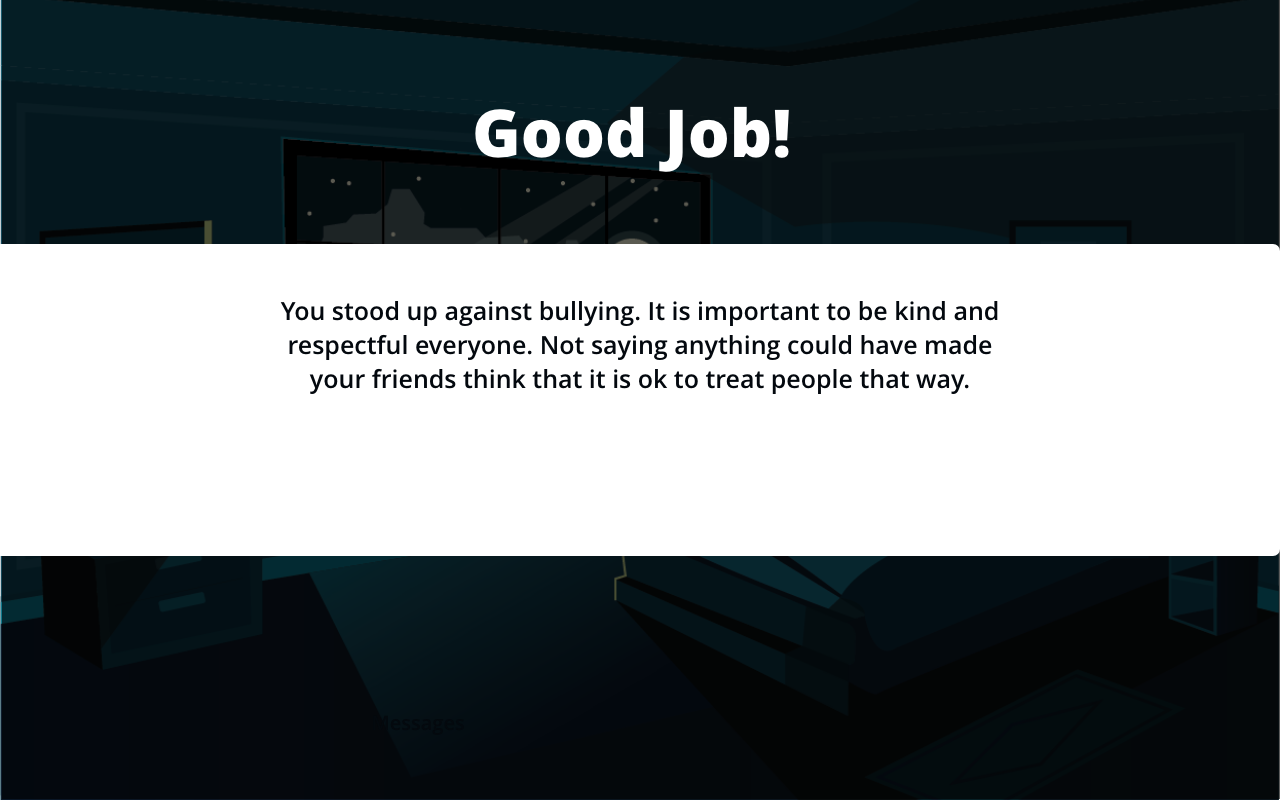 Good Job!
You stood up against bullying. It is important to be kind and
respectful everyone. Not saying anything could have made
your friends think that it is ok to treat people that way.
Messages